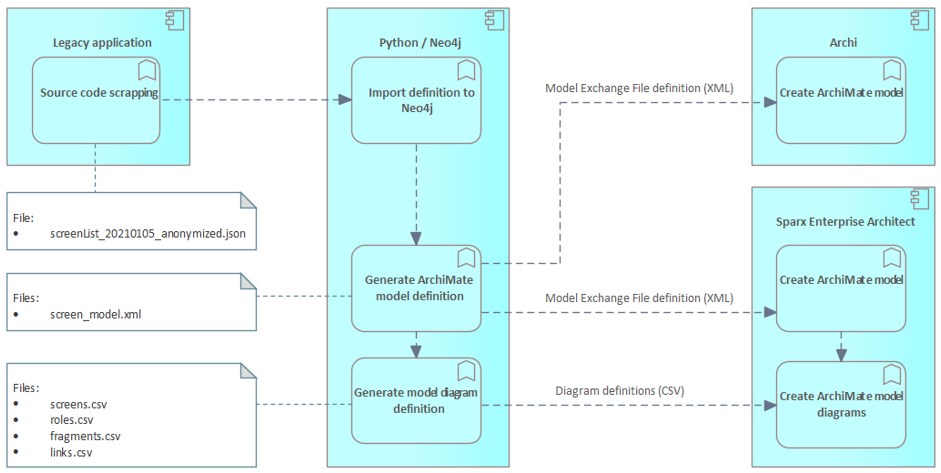 Legacy application
Source code scrapping
File:
• screenList_20210105_anonymized.json
Files:
• screen_model.xml
Files:
• screens.csv
• roles.csv
• fragments.csv
• links.csv
Python / Neo4j
Import definition to
Neo4j
Generate ArchiMate
model definition
Generate model diagram
definition
Model Exchange File definition (XML)
Model Exchange File definition (XML)
Diagram definitions (CSV)
Archi
Create ArchiMate model
Sparx Enterprise Architect
Create ArchiMate model
Create ArchiMate model
diagrams